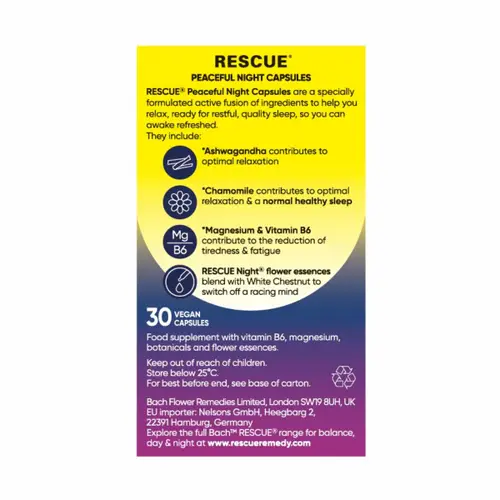 RESCUE®
PEACEFUL NIGHT CAPSULES
RESCUE® Peaceful Night Capsules are a specially
formulated active fusion of ingredients to help you
relax, ready for restful, quality sleep, so you can
awake refreshed.
They include:
*Ashwagandha contributes to
optimal relaxation
*Chamomile contributes to optimal
relaxation & a normal healthy sleep
Mg
B6
*Magnesium & Vitamin B6
contribute to the reduction of
tiredness & fatigue
RESCUE Night® flower essences
blend with White Chestnut to
switch off a racing mind
30 VEGAN
CAPSULES
Food supplement with vitamin B6, magnesium,
botanicals and flower essences.
Keep out of reach of children.
Store below 25°C.
For best before end, see base of carton.
Bach Flower Remedies Limited, London SW19 8UH, UK
EU importer: Nelsons GmbH, Heegbarg 2,
22391 Hamburg, Germany
Explore the full Bach™ RESCUE® range for balance,
day & night at www.rescueremedy.com